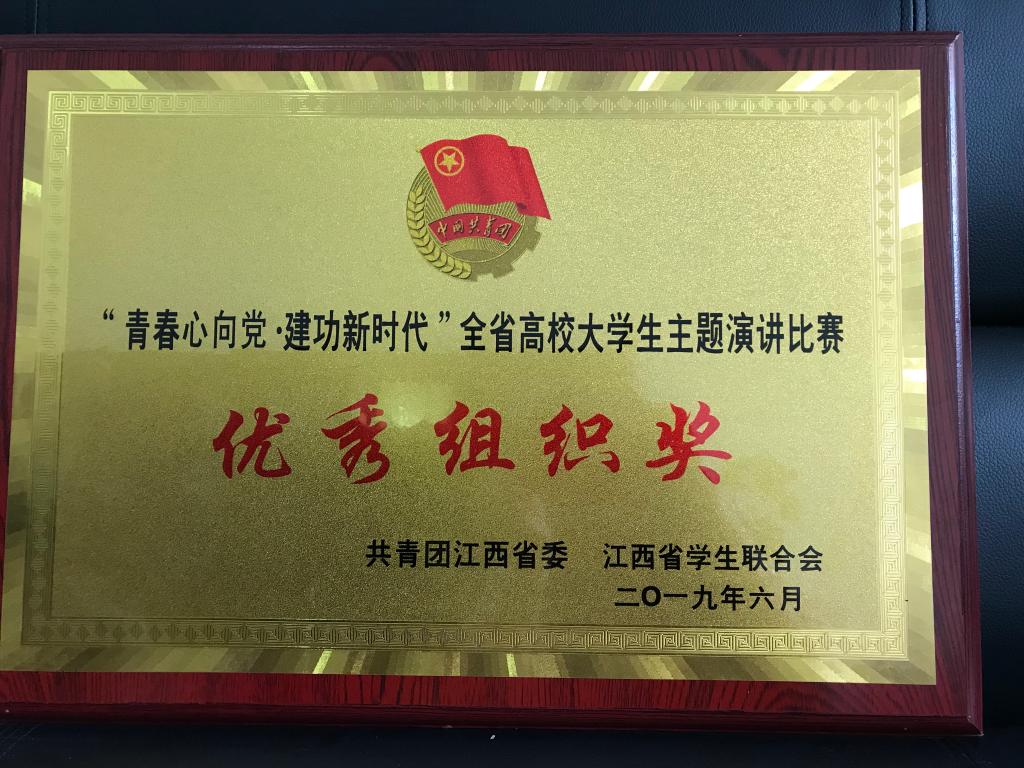 中国共青团
“青春心向党·建功新时代”全省高校大学生主题演讲比赛
优秀组织奖
共青团江西省委 江西省学生联合会
二〇一九年六月